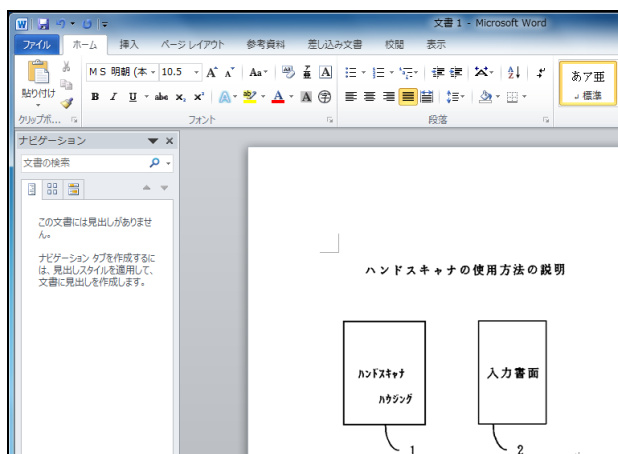 文書 1 - Microsoft Word
ファイル ホーム 挿入 ページ レイアウト 参考資料 差し込み文書 校閲 表示
ＭＳ 明朝 (本 10.5
貼り付け
B I U abc x₂ x²
あア亜
標準
クリップボ... フォント 段落
ナビゲーション
文書の検索
この文書には見出しがありませ
ん。
ナビゲーション タブを作成するに
は、見出しスタイルを適用して、
文書に見出しを作成します。
ハンドスキャナの使用方法の説明
ハンドスキャナ
ハウジング
入力書面
1
2